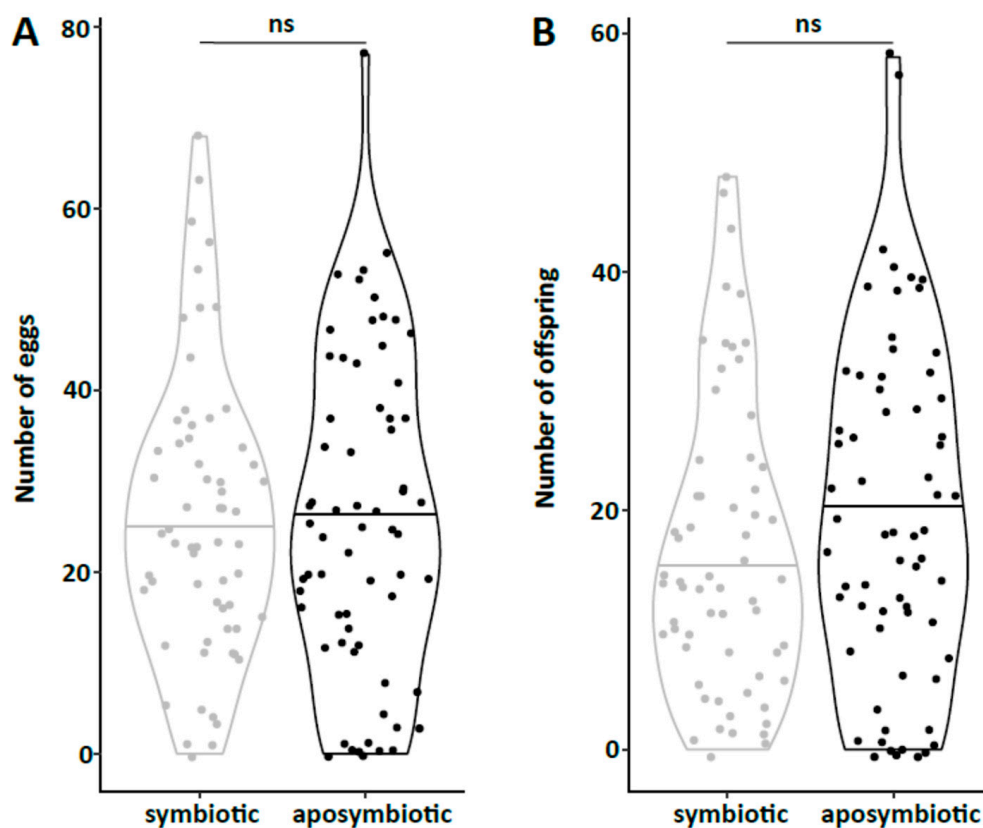 A
ns
80
60
40
20
0
Number of eggs
symbiotic
aposymbiotic
B
ns
60
40
20
0
Number of offspring
symbiotic
aposymbiotic